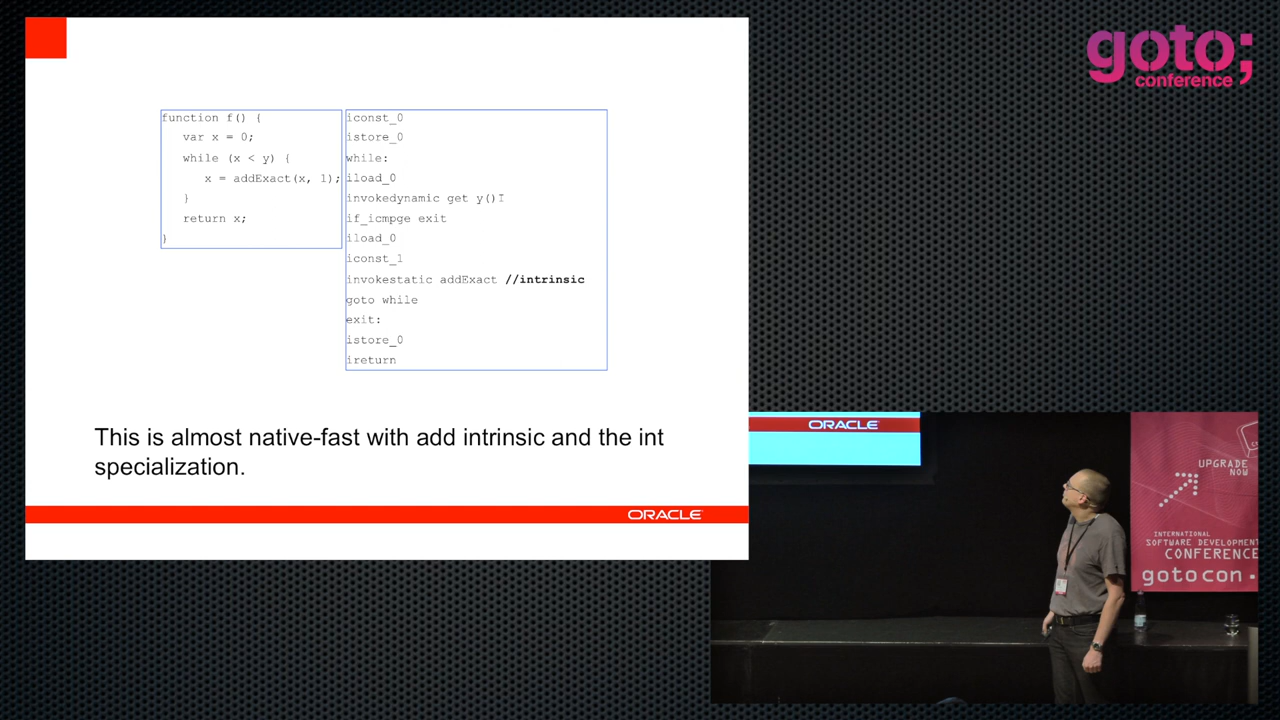 goto;
conference
function f() {
var x = 0;
while (x < y) {
x = addExact(x, 1);
}
return x;
}
iconst_0
istore_0
while:
iload_0
invokedynamic get y()
if_icmpge exit
iload_0
iconst_1
invokestatic addExact //intrinsic
goto while
exit:
istore_0
ireturn
This is almost native-fast with add intrinsic and the int
specialization.
ORACLE
ORACLE
UPGRADE
NOW
INTERNATIONAL
SOFTWARE DEVELOPMENT
CONFERENCE
gotocon.